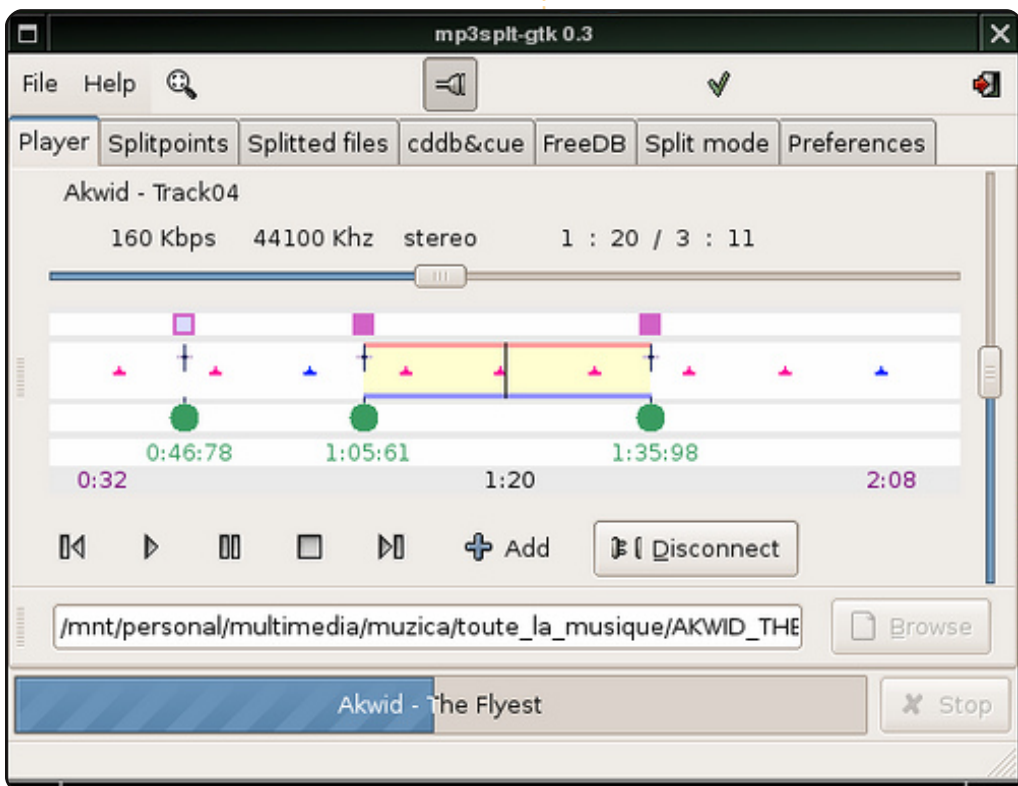 mp3splt-gtk 0.3
File Help
Player Splitpoints Splitted files cddb&cue FreeDB Split mode Preferences
Akwid - Track04
160 Kbps 44100 Khz stereo 1 : 20 / 3 : 11
0:46:78 1:05:61 1:35:98
0:32 1:20 2:08
Add Disconnect
/mnt/personal/multimedia/muzica/toute_la_musique/AKWID_THE Browse
Akwid - The Flyest Stop